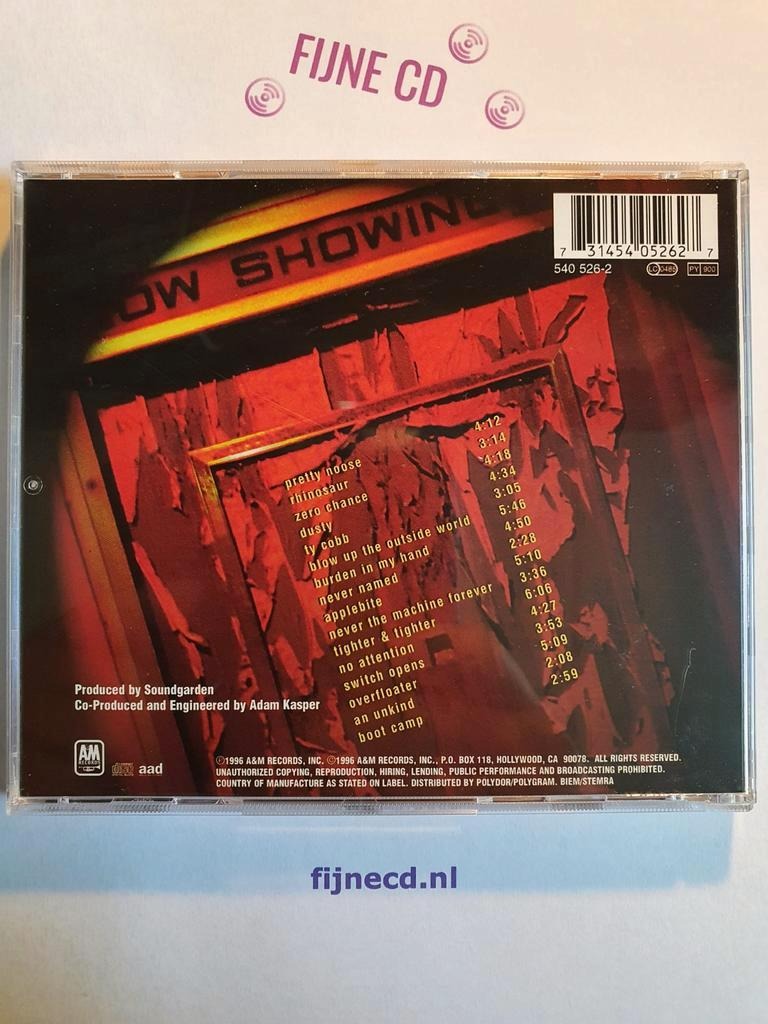 FIJNE CD
OW SHOWIN
7 31454 05262 7
540 526-2
LC 0485
PY 900
pretty noose 4:12
rhinosaur 3:14
zero chance 4:18
dusty 4:34
ty cobb 3:05
blow up the outside world 5:46
burden in my hand 4:50
never named 2:28
applebite 5:10
never the machine forever 3:36
tighter & tighter 6:06
no attention 4:27
switch opens 3:53
overfloater 5:09
an unkind 2:08
boot camp 2:59
Produced by Soundgarden
Co-Produced and Engineered by Adam Kasper
AM
RECORDS
aad
Ⓟ1996 A&M RECORDS, INC. ©1996 A&M RECORDS, INC., P.O. BOX 118, HOLLYWOOD, CA 90078. ALL RIGHTS RESERVED.
UNAUTHORIZED COPYING, REPRODUCTION, HIRING, LENDING, PUBLIC PERFORMANCE AND BROADCASTING PROHIBITED.
COUNTRY OF MANUFACTURE AS STATED ON LABEL. DISTRIBUTED BY POLYDOR/POLYGRAM. BIEM/STEMRA
fijnecd.nl